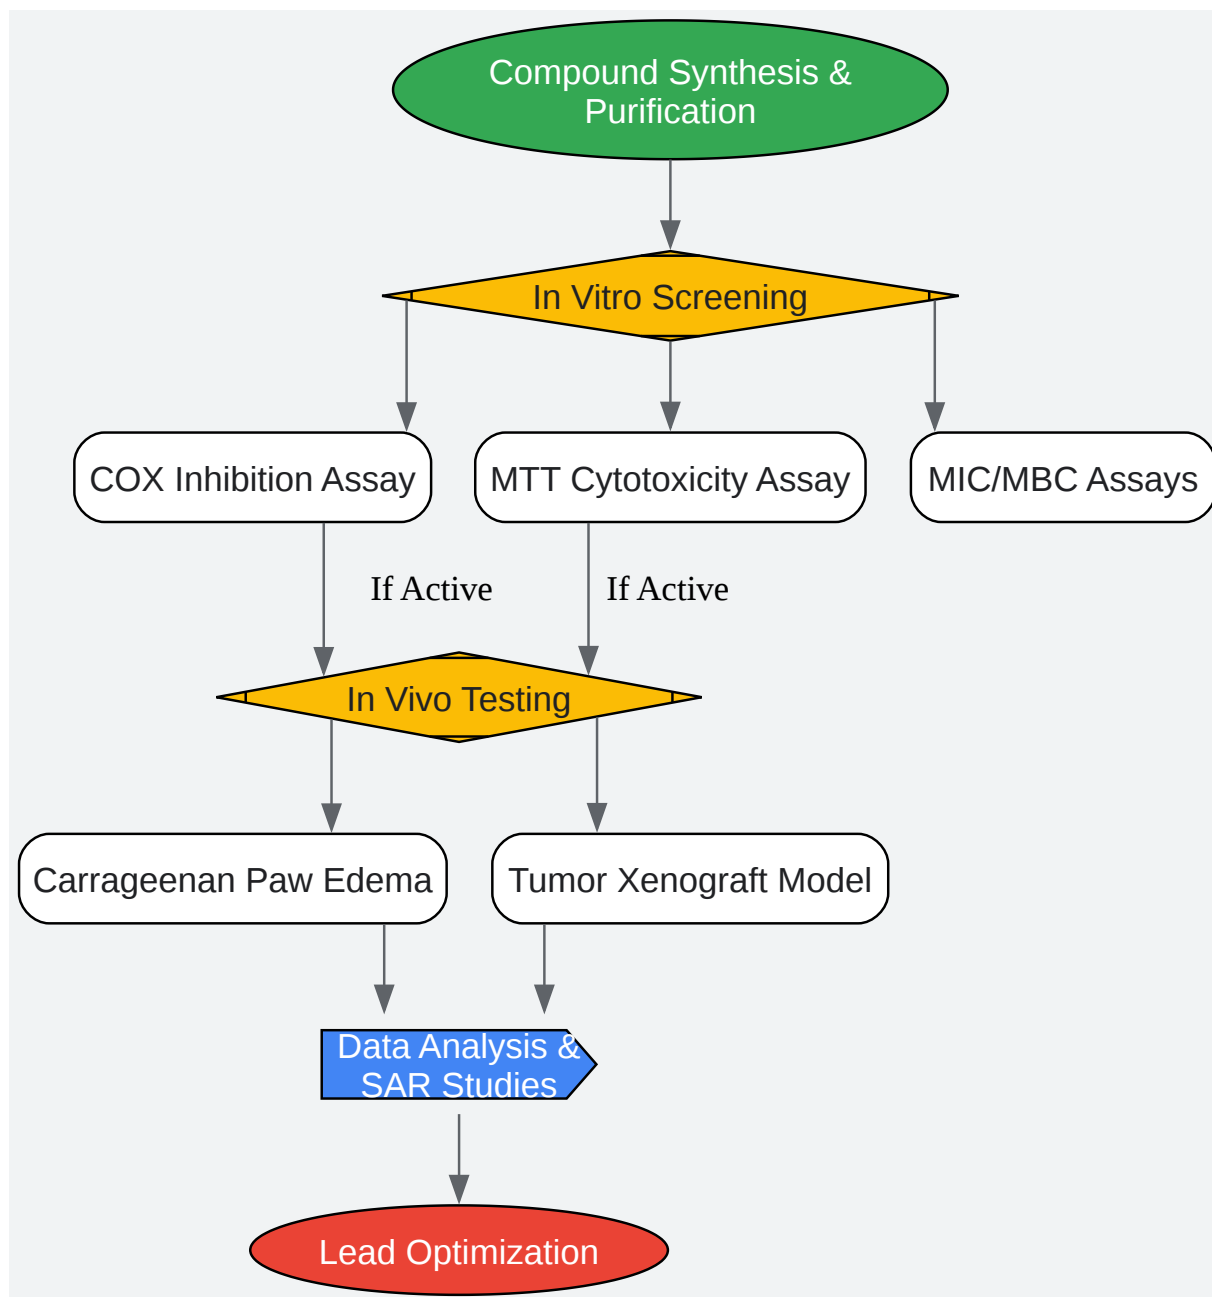 Compound Synthesis &
Purification
In Vitro Screening
COX Inhibition Assay
MTT Cytotoxicity Assay
MIC/MBC Assays
If Active
If Active
In Vivo Testing
Carrageenan Paw Edema
Tumor Xenograft Model
Data Analysis &
SAR Studies
Lead Optimization